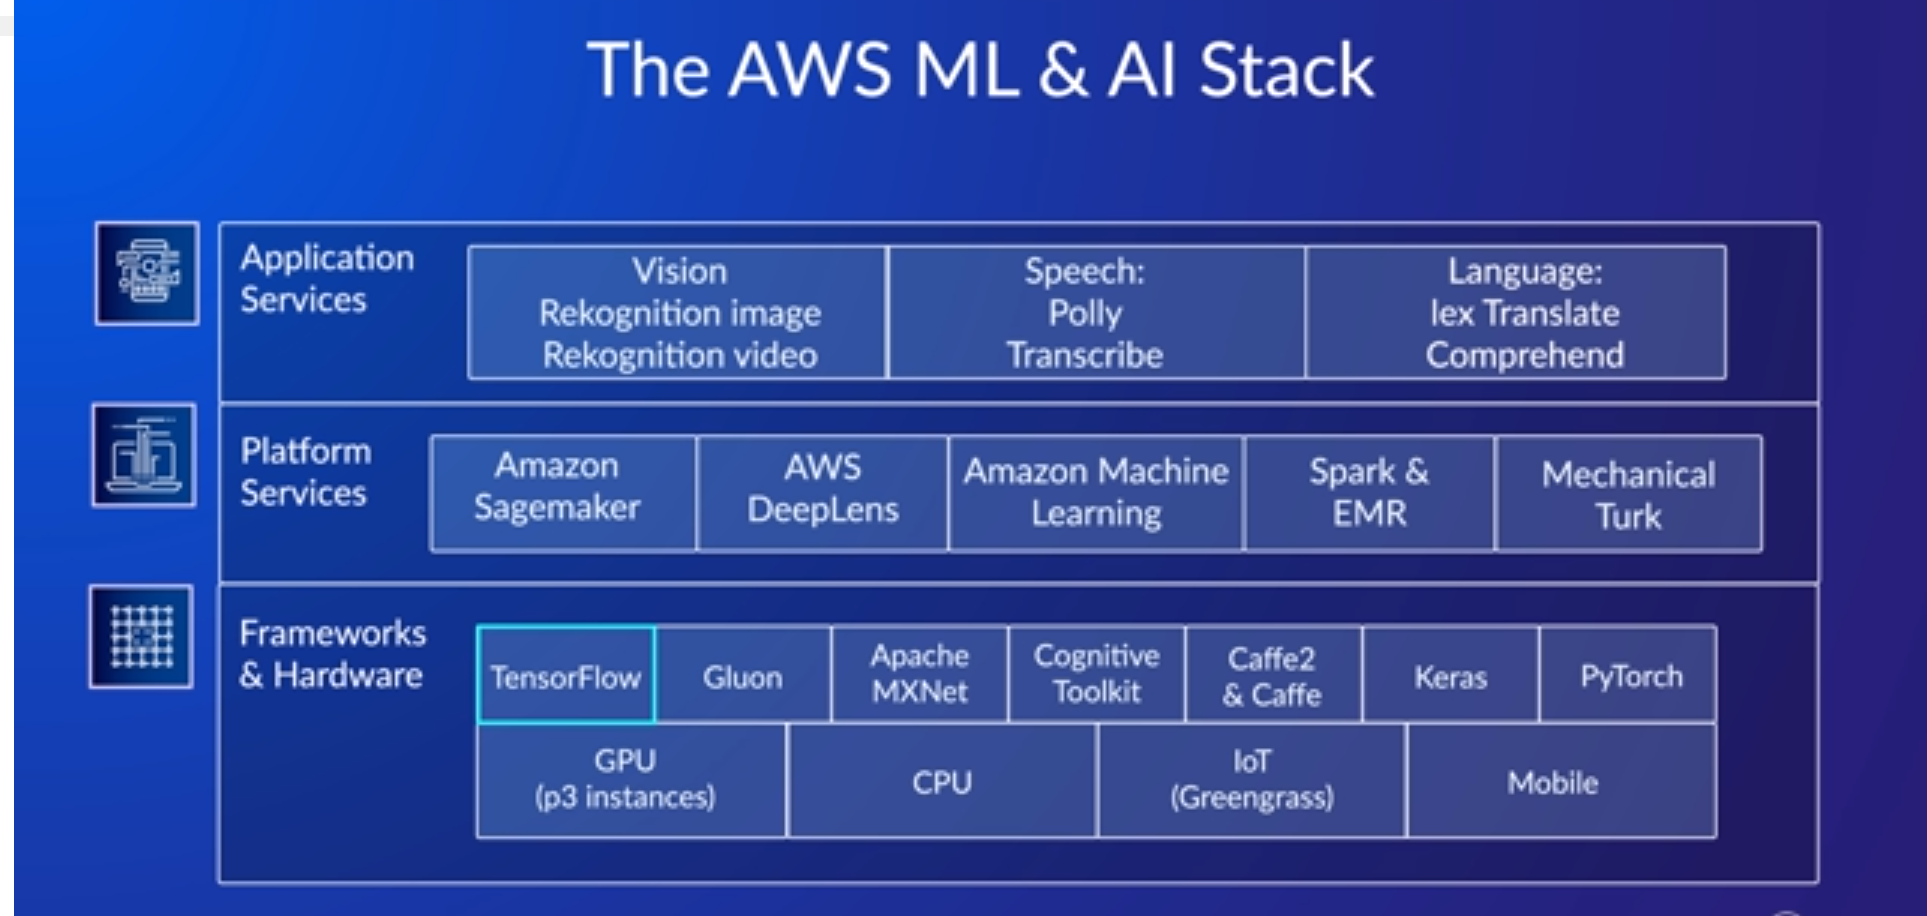 The AWS ML & AI Stack
Application
Services
Vision
Rekognition image
Rekognition video
Speech:
Polly
Transcribe
Language:
lex Translate
Comprehend
Platform
Services
Amazon
Sagemaker
AWS
DeepLens
Amazon Machine
Learning
Spark &
EMR
Mechanical
Turk
Frameworks
& Hardware
TensorFlow
Gluon
Apache
MXNet
Cognitive
Toolkit
Caffe2
& Caffe
Keras
PyTorch
GPU
(p3 instances)
CPU
IoT
(Greengrass)
Mobile